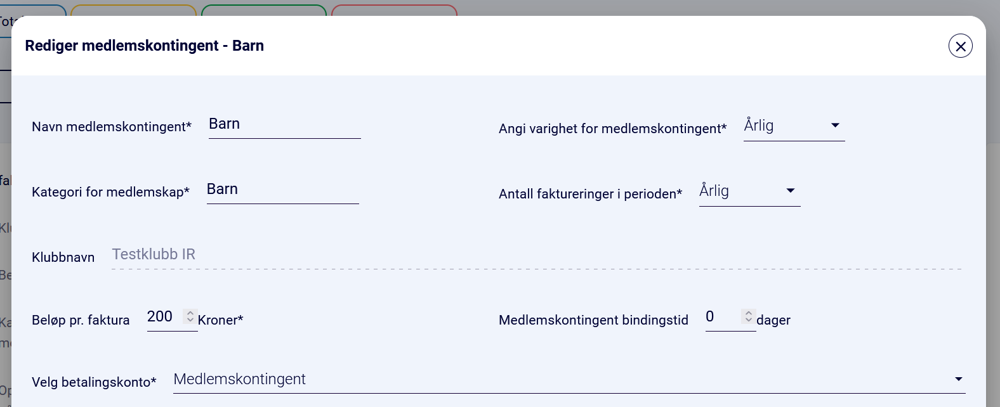 Rediger medlemskontingent - Barn
Navn medlemskontingent* Barn
Angi varighet for medlemskontingent* Årlig
Kategori for medlemskap* Barn
Antall faktureringer i perioden* Årlig
Klubbnavn Testklubb IR
Beløp pr. faktura 200 Kroner*
Medlemskontingent bindingstid 0 dager
Velg betalingskonto* Medlemskontingent